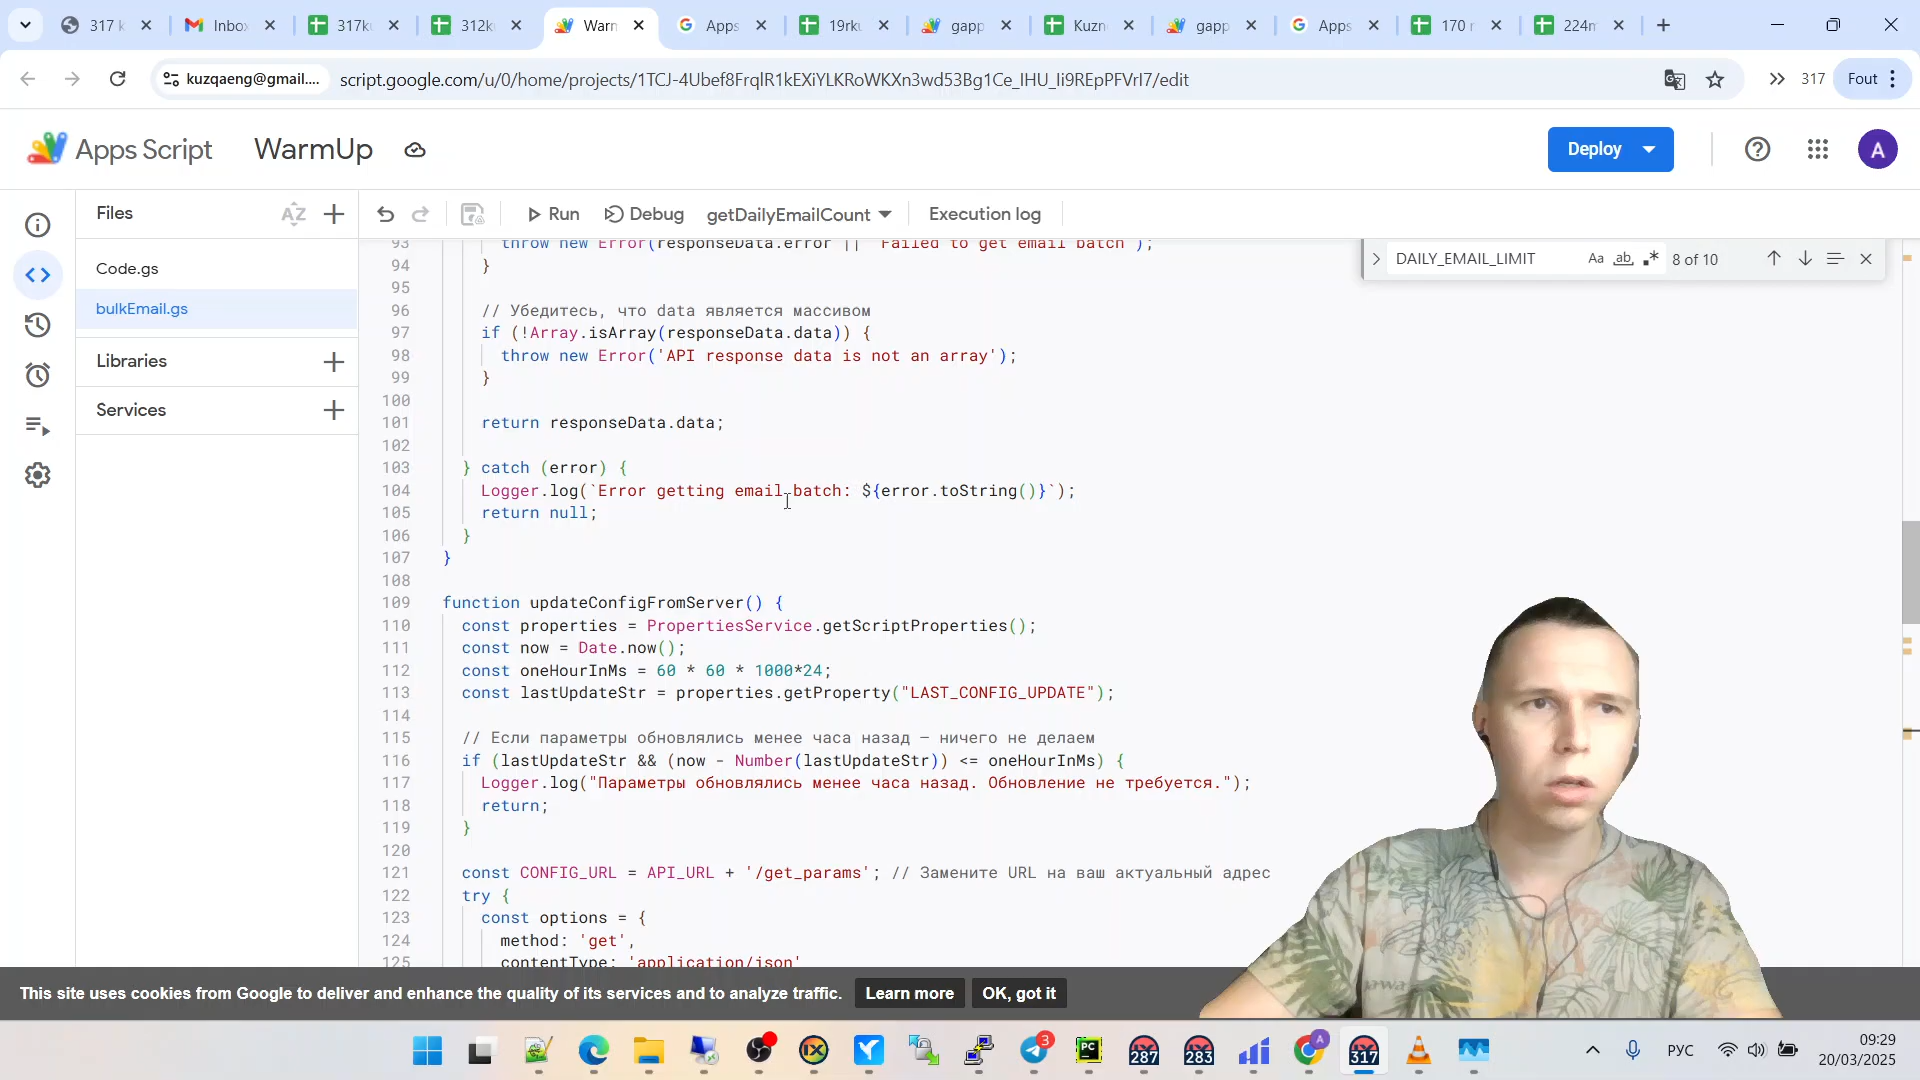 317 k
Inbox
317ku
312k
Warn
Apps
19rku
gapp
Kuzn
gapp
Apps
170 r
224m
kuzqaeng@gmail....
script.google.com/u/0/home/projects/1TCJ-4Ubef8FrqlR1kEXiYLKRoWKXn3wd53Bg1Ce_IHU_Ii9REpPFVrI7/edit
317
Fout
Apps Script
WarmUp
Deploy
A
Files
Run
Debug
getDailyEmailCount
Execution log
Code.gs
bulkEmail.gs
Libraries
Services
DAILY_EMAIL_LIMIT
8 of 10
93 throw new Error(responseData.error || 'Failed to get email batch');
94 }
95
96 // Убедитесь, что data является массивом
97 if (!Array.isArray(responseData.data)) {
98 throw new Error('API response data is not an array');
99 }
100
101 return responseData.data;
102
103 } catch (error) {
104 Logger.log(`Error getting email batch: ${error.toString()}`);
105 return null;
106 }
107 }
108
109 function updateConfigFromServer() {
110 const properties = PropertiesService.getScriptProperties();
111 const now = Date.now();
112 const oneHourInMs = 60 * 60 * 1000*24;
113 const lastUpdateStr = properties.getProperty("LAST_CONFIG_UPDATE");
114
115 // Если параметры обновлялись менее часа назад — ничего не делаем
116 if (lastUpdateStr && (now - Number(lastUpdateStr)) <= oneHourInMs) {
117 Logger.log("Параметры обновлялись менее часа назад. Обновление не требуется.");
118 return;
119 }
120
121 const CONFIG_URL = API_URL + '/get_params'; // Замените URL на ваш актуальный адрес
122 try {
123 const options = {
124 method: 'get',
125 contentType: 'application/json'
This site uses cookies from Google to deliver and enhance the quality of its services and to analyze traffic.
Learn more
OK, got it
3
PC
287
283
A
317
РУС
09:29
20/03/2025